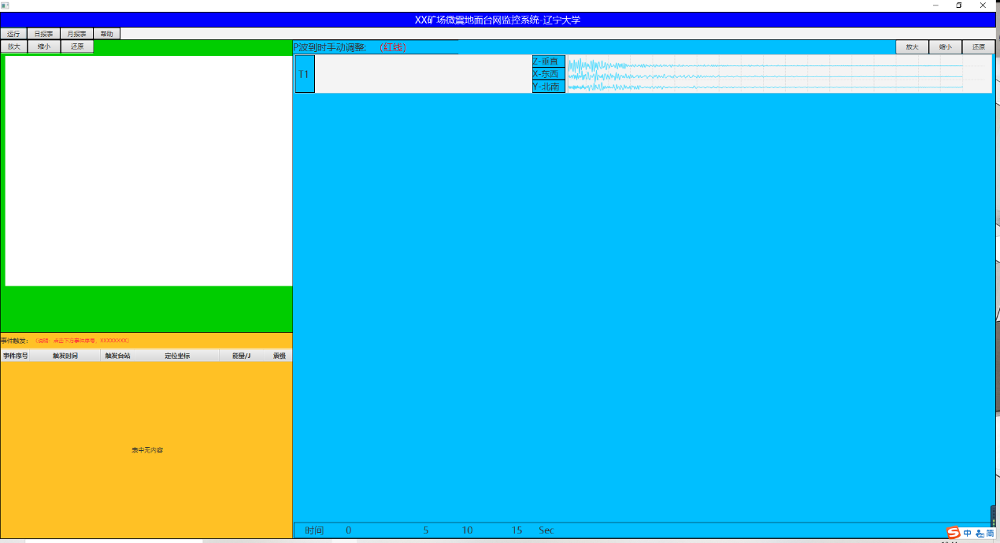 XX矿场微震地面台网监控系统-辽宁大学
运行 日报表 月报表 帮助
放大 缩小 还原
P波到时手动调整: (红线)
放大 缩小 还原
T1
Z-垂直
X-东西
Y-北南
事件触发: (说明: 点击下方事件序号, XXXXXXXX)
事件序号 触发时间 触发台站 定位坐标 能量/J 震级
表中无内容
时间 0 5 10 15 Sec
S 中 简